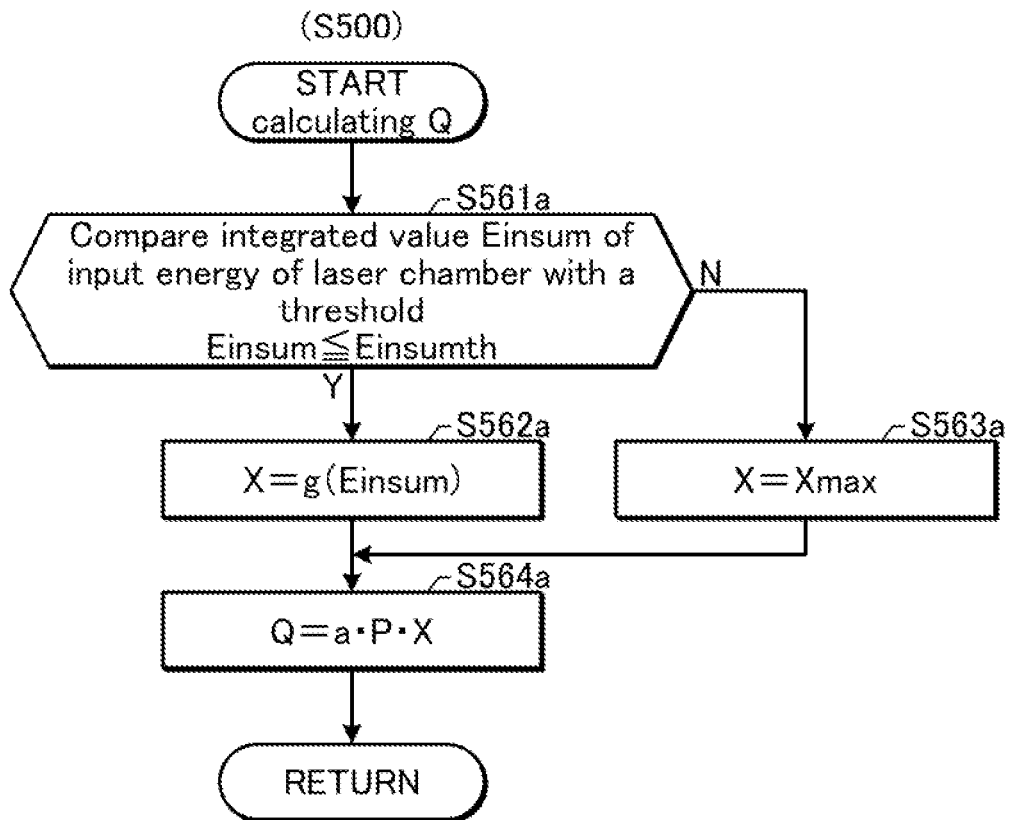 (S500)
START
calculating Q
S561a
Compare integrated value Einsum of
input energy of laser chamber with a
threshold
Einsum≦Einsumth
N
Y
S562a
X=g(Einsum)
S563a
X=Xmax
S564a
Q=a・P・X
RETURN